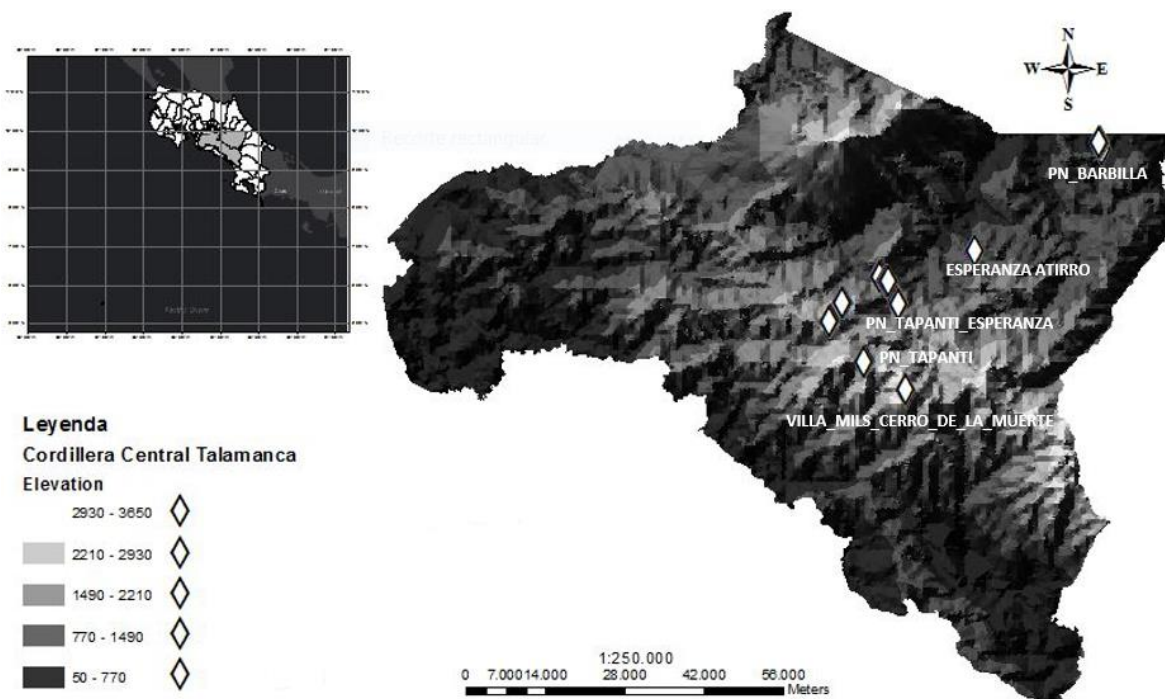 N
W E
S
PN_BARBILLA
ESPERANZA ATIRRO
PN_TAPANTI_ESPERANZA
PN_TAPANTI
VILLA_MILS_CERRO_DE_LA_MUERTE
Leyenda
Cordillera Central Talamanca
Elevation
2930 - 3650
2210 - 2930
1490 - 2210
770 - 1490
50 - 770
1:250.000
0 7.000 14.000 28.000 42.000 56.000
Meters